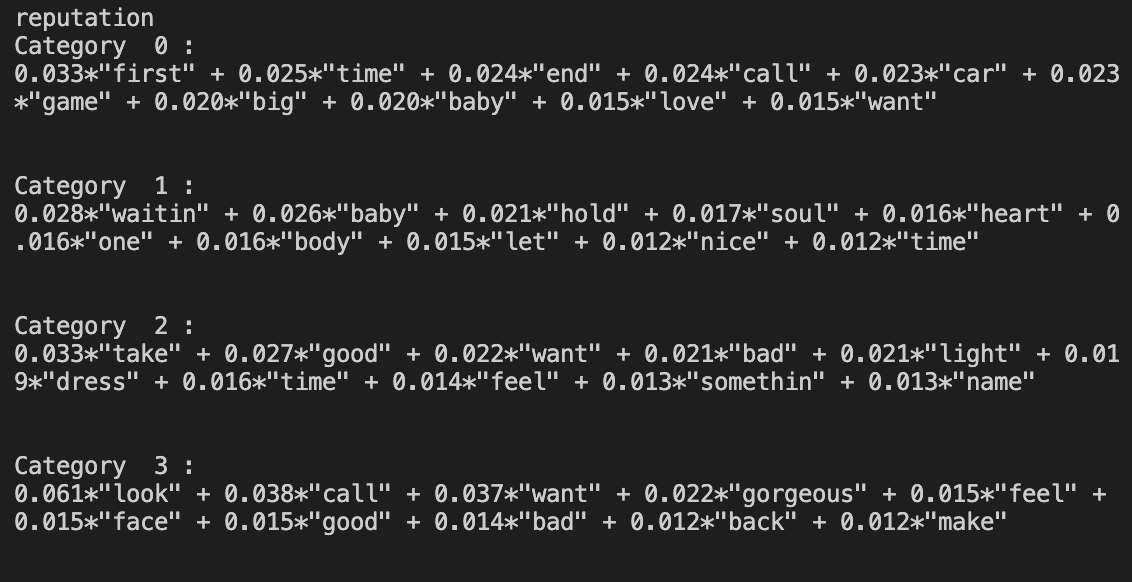 reputation
Category  0 :
0.033*"first" + 0.025*"time" + 0.024*"end" + 0.024*"call" + 0.023*"car" + 0.023
*"game" + 0.020*"big" + 0.020*"baby" + 0.015*"love" + 0.015*"want"
Category  1 :
0.028*"waitin" + 0.026*"baby" + 0.021*"hold" + 0.017*"soul" + 0.016*"heart" + 0
.016*"one" + 0.016*"body" + 0.015*"let" + 0.012*"nice" + 0.012*"time"
Category  2 :
0.033*"take" + 0.027*"good" + 0.022*"want" + 0.021*"bad" + 0.021*"light" + 0.01
9*"dress" + 0.016*"time" + 0.014*"feel" + 0.013*"somethin" + 0.013*"name"
Category  3 :
0.061*"look" + 0.038*"call" + 0.037*"want" + 0.022*"gorgeous" + 0.015*"feel" +
0.015*"face" + 0.015*"good" + 0.014*"bad" + 0.012*"back" + 0.012*"make"